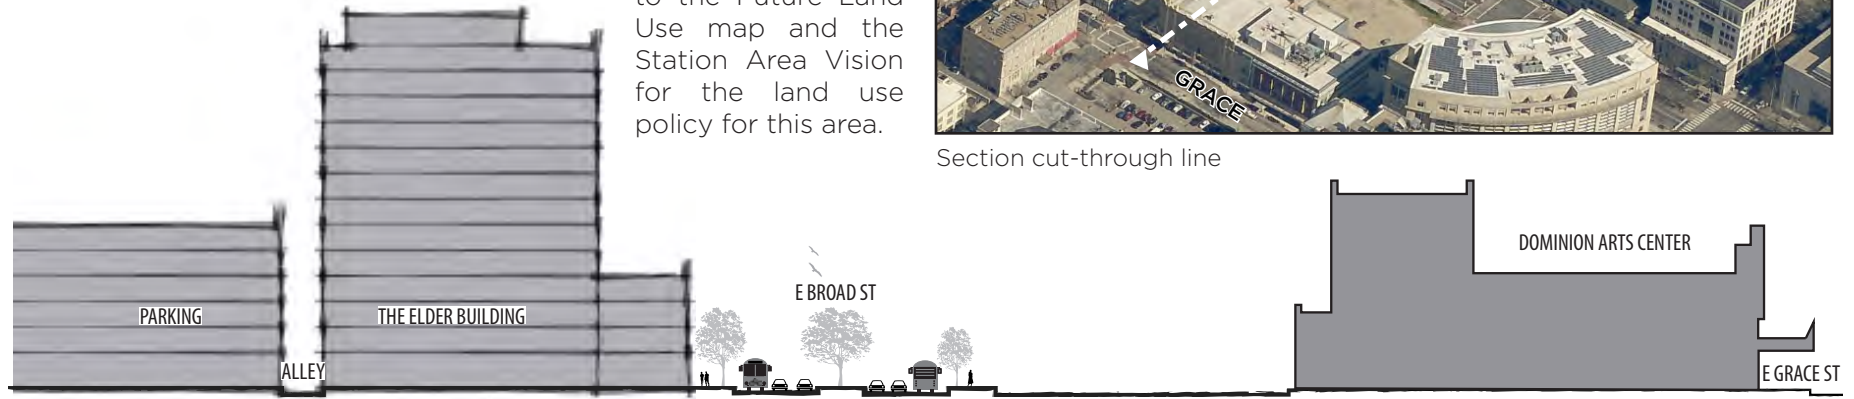 to the Future Land
Use map and the
Station Area Vision
for the land use
policy for this area.
GRACE
Section cut-through line
DOMINION ARTS CENTER
E BROAD ST
PARKING
THE ELDER BUILDING
ALLEY
E GRACE ST